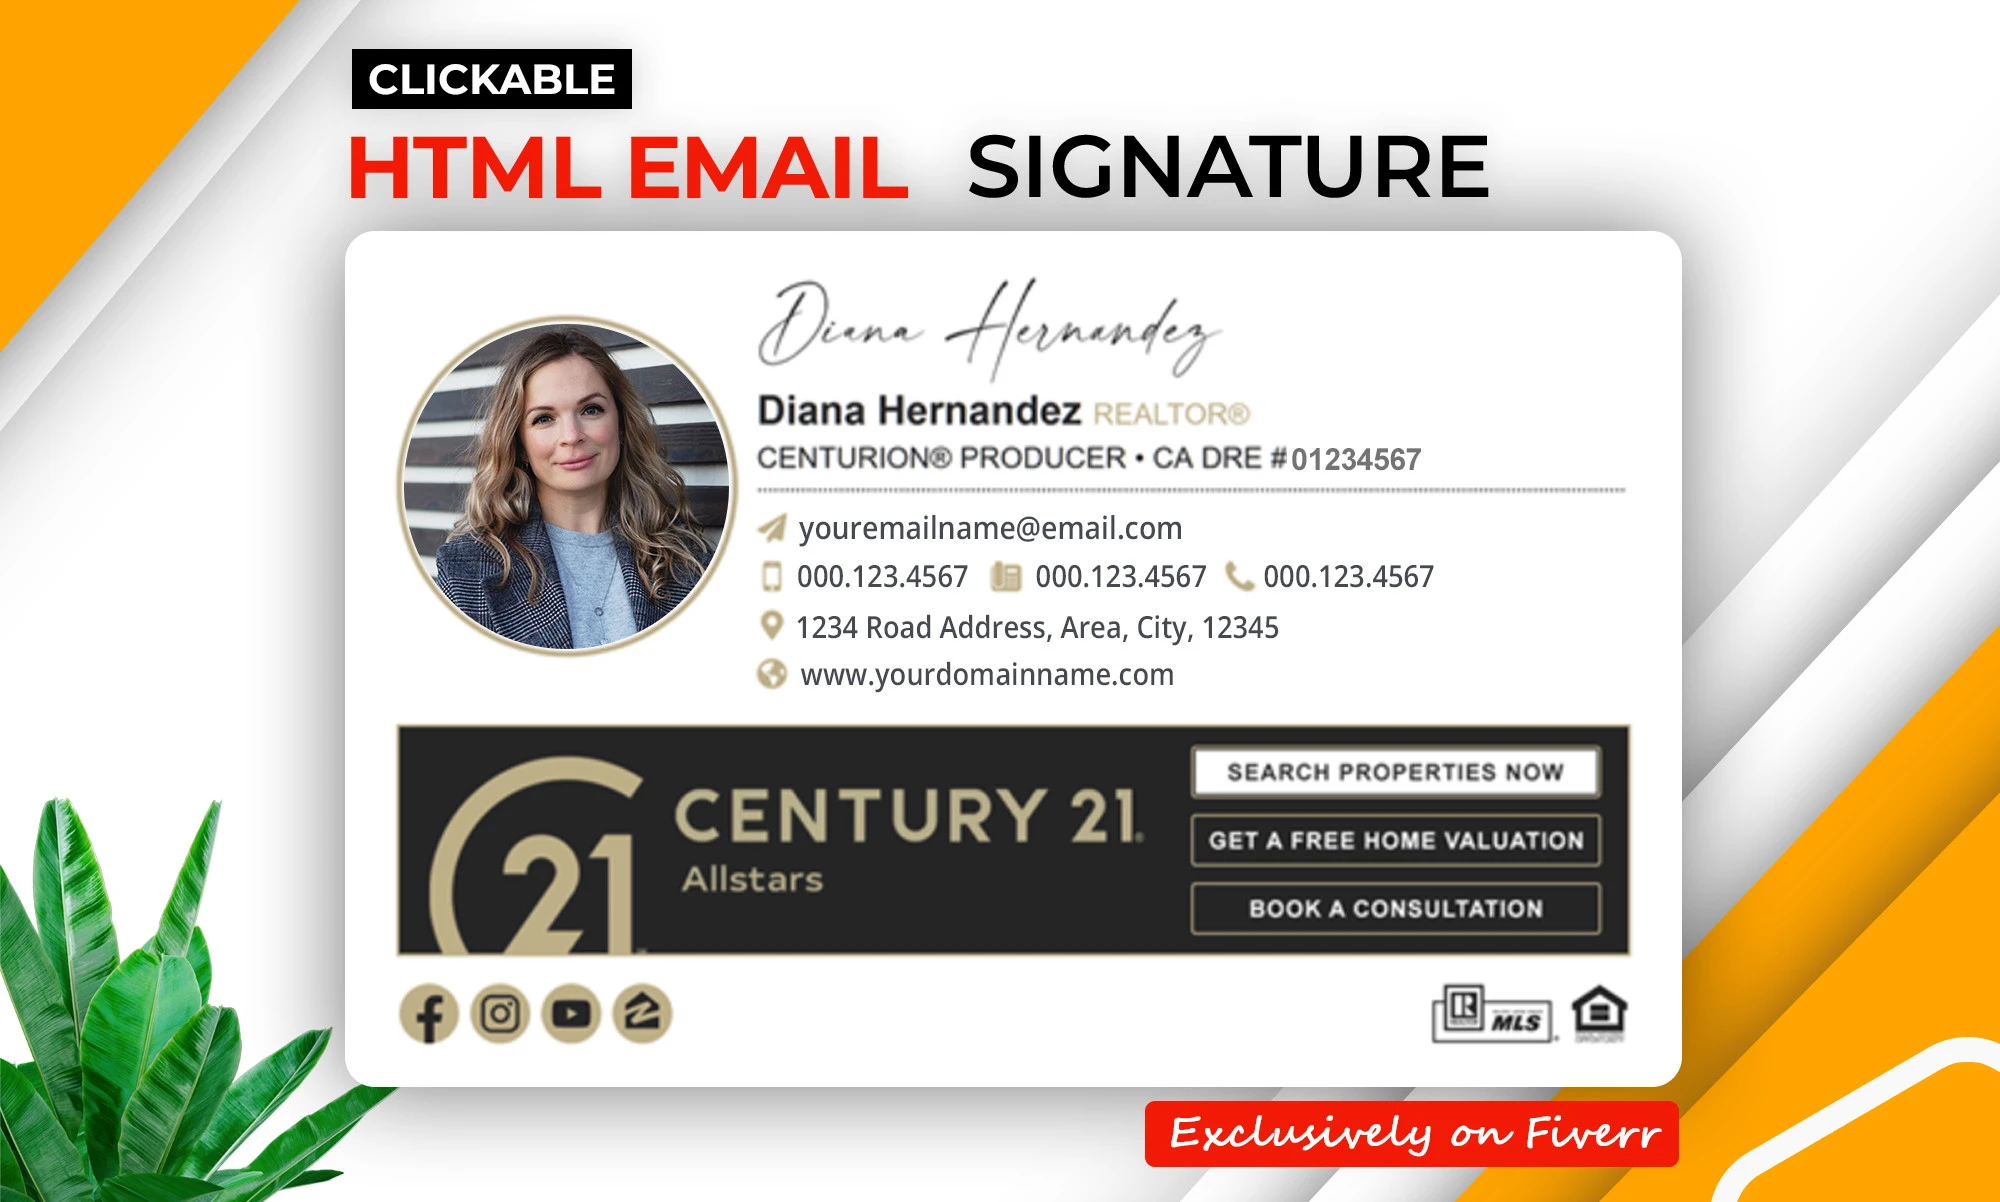 CLICKABLE
HTML EMAIL SIGNATURE
Diana Hernandez
Diana Hernandez REALTOR®
CENTURION® PRODUCER • CA DRE #01234567
youremailname@email.com
000.123.4567 000.123.4567 000.123.4567
1234 Road Address, Area, City, 12345
www.yourdomainname.com
21
CENTURY 21
Allstars
SEARCH PROPERTIES NOW
GET A FREE HOME VALUATION
BOOK A CONSULTATION
R MLS
Exclusively on Fiverr